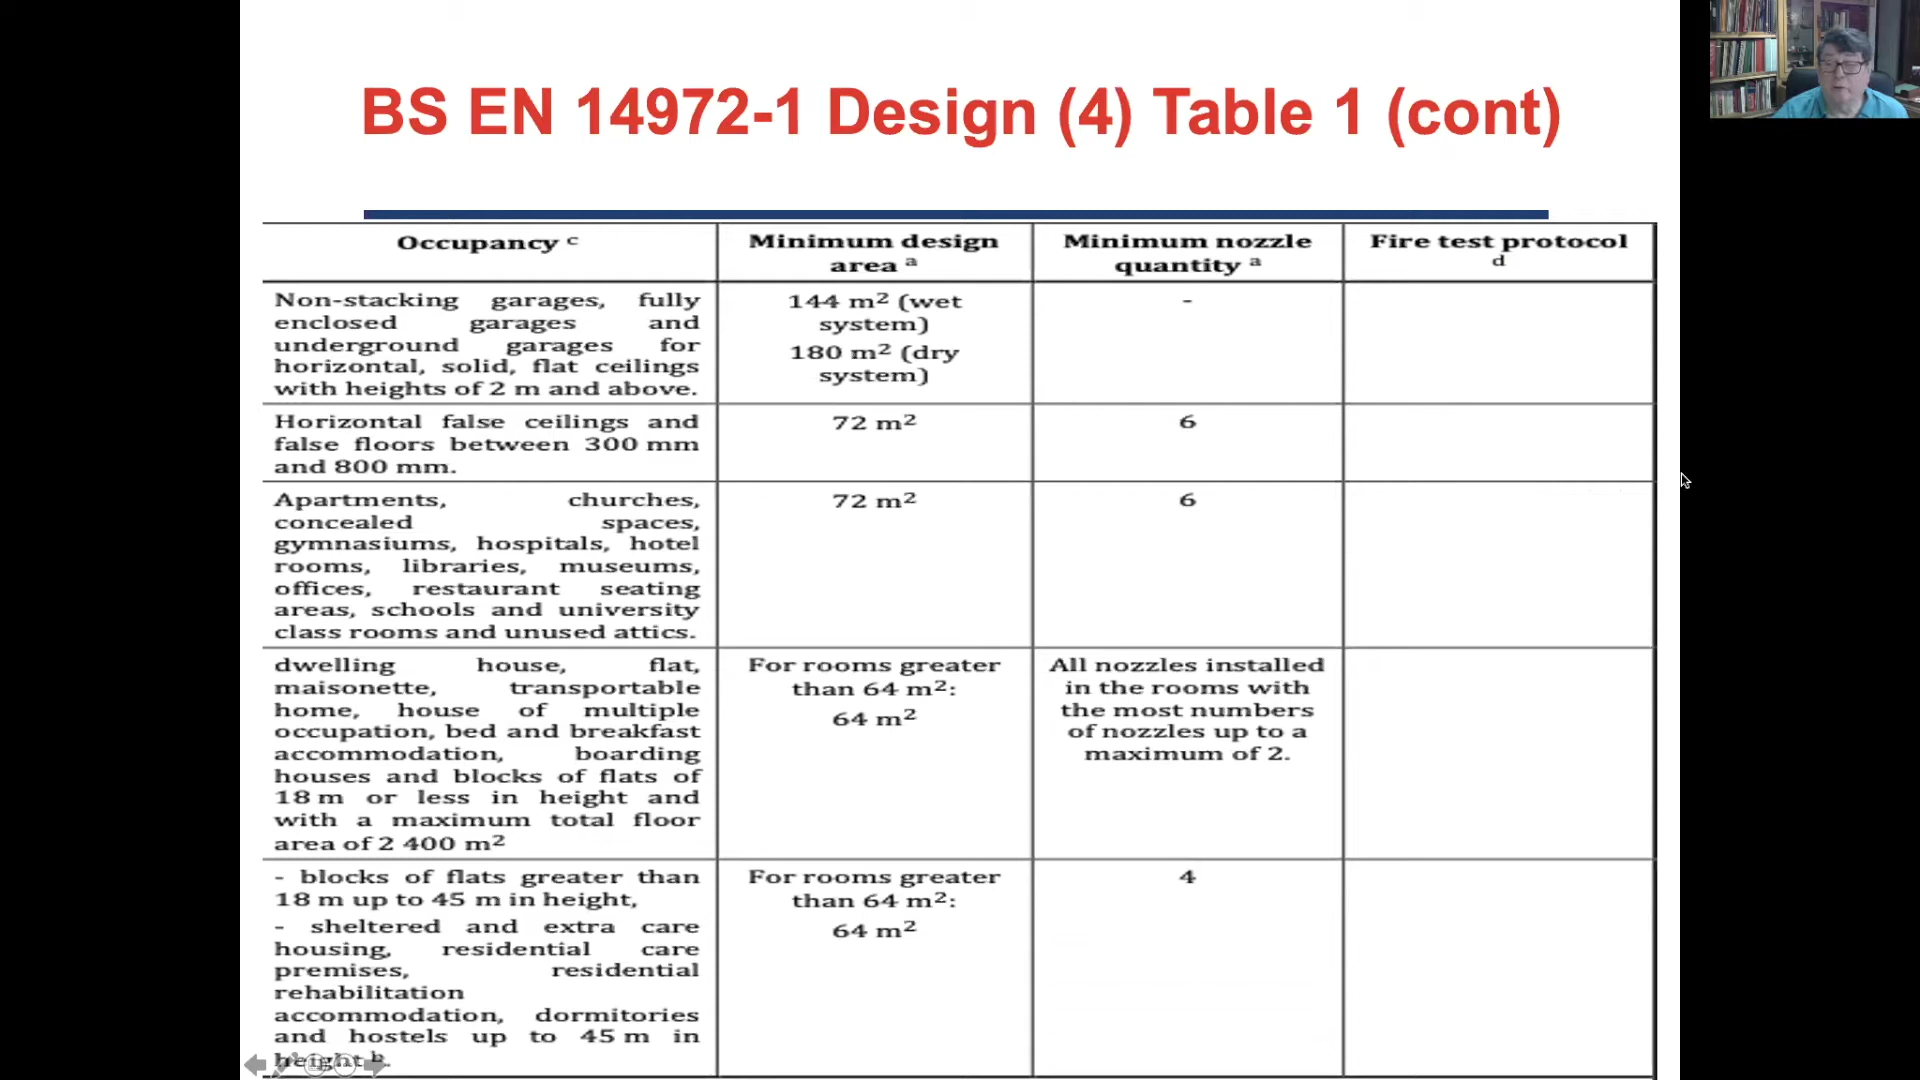 BS EN 14972-1 Design (4) Table 1 (cont)
Occupancy c
Minimum design
area a
Minimum nozzle
quantity a
Fire test protocol
d
Non-stacking garages, fully
enclosed garages and
underground garages for
horizontal, solid, flat ceilings
with heights of 2 m and above.
144 m² (wet
system)
180 m² (dry
system)
-
Horizontal false ceilings and
false floors between 300 mm
and 800 mm.
72 m²
6
Apartments, churches,
concealed spaces,
gymnasiums, hospitals, hotel
rooms, libraries, museums,
offices, restaurant seating
areas, schools and university
class rooms and unused attics.
72 m²
6
dwelling house, flat,
maisonette, transportable
home, house of multiple
occupation, bed and breakfast
accommodation, boarding
houses and blocks of flats of
18 m or less in height and
with a maximum total floor
area of 2 400 m²
For rooms greater
than 64 m²:
64 m²
All nozzles installed
in the rooms with
the most numbers
of nozzles up to a
maximum of 2.
- blocks of flats greater than
18 m up to 45 m in height,
- sheltered and extra care
housing, residential care
premises, residential
rehabilitation
accommodation, dormitories
and hostels up to 45 m in
height b.
For rooms greater
than 64 m²:
64 m²
4